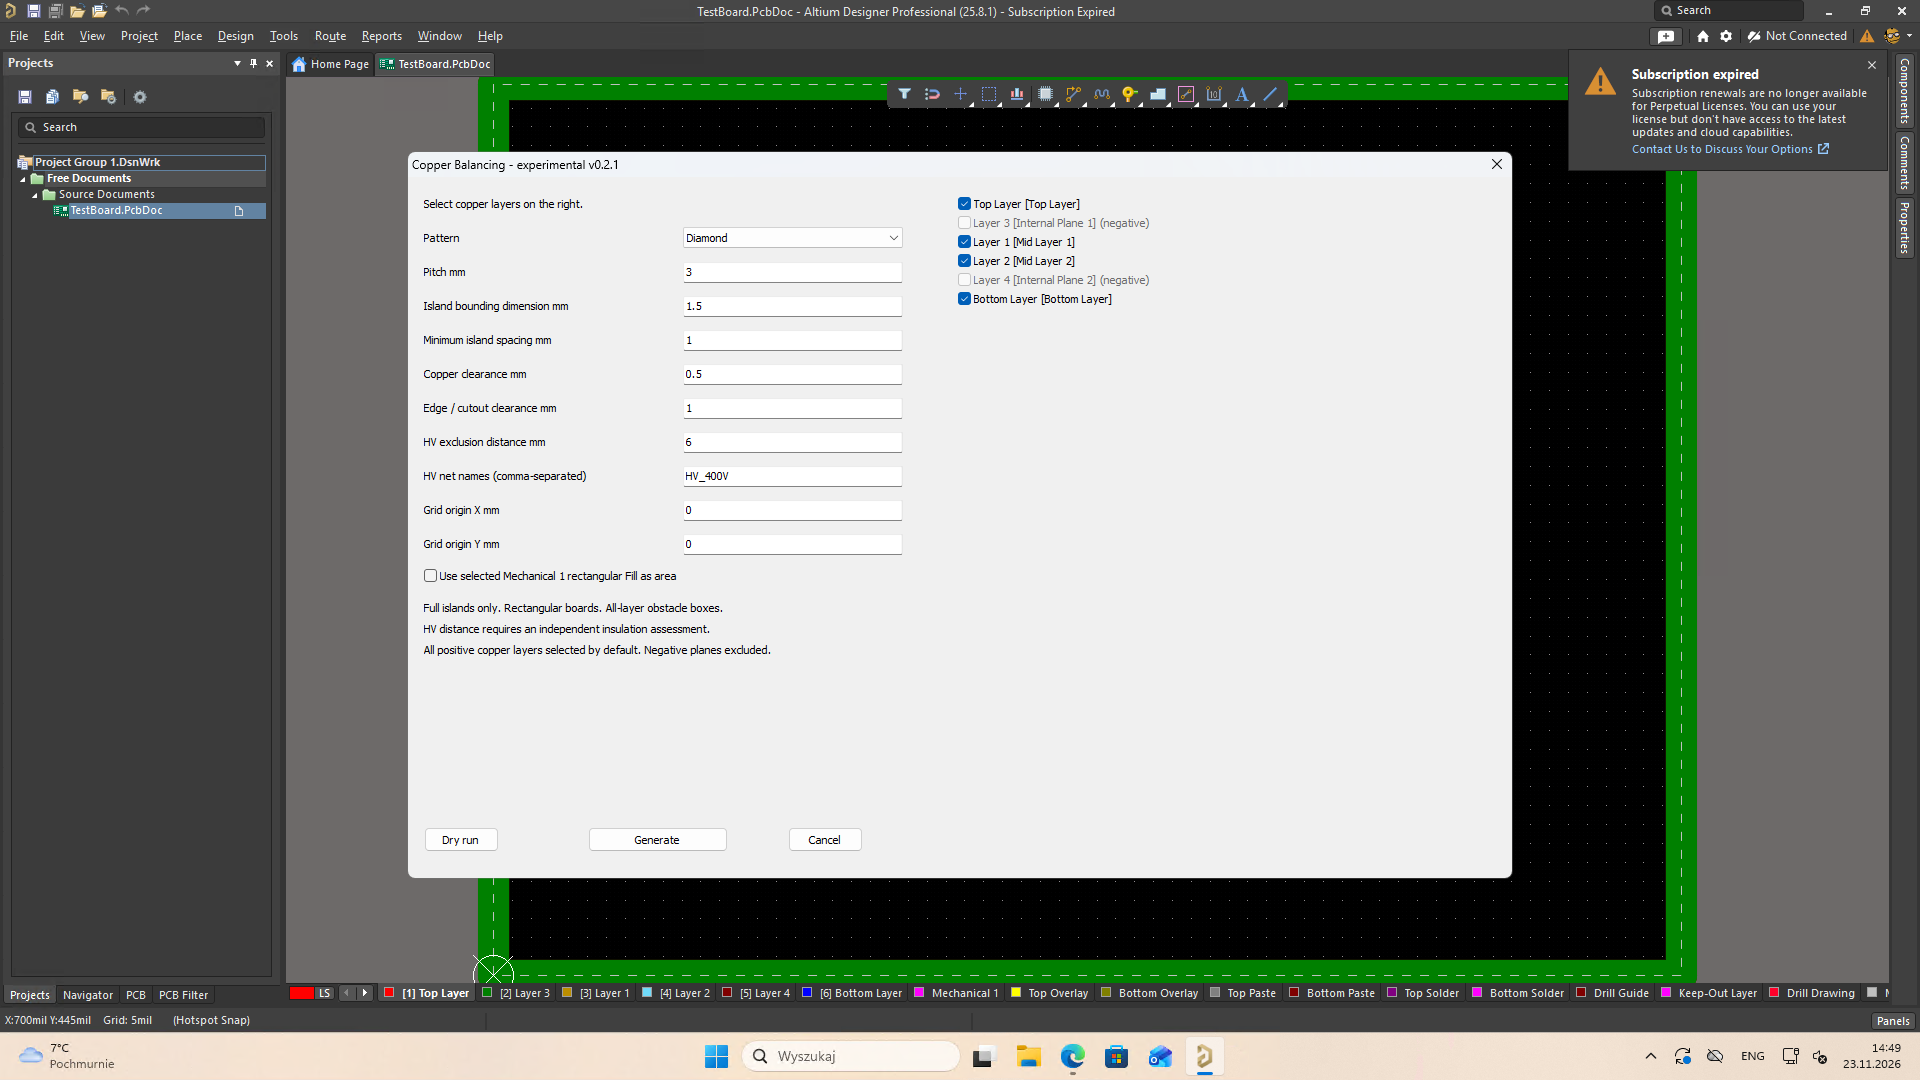 TestBoard.PcbDoc - Altium Designer Professional (25.8.1) - Subscription Expired
Search
File Edit View Project Place Design Tools Route Reports Window Help
Not Connected
Projects
Home Page
TestBoard.PcbDoc
Search
Project Group 1.DsnWrk
Free Documents
Source Documents
TestBoard.PcbDoc
Subscription expired
Subscription renewals are no longer available
for Perpetual Licenses. You can use your
license but don't have access to the latest
updates and cloud capabilities.
Contact Us to Discuss Your Options
Components
Comments
Properties
Copper Balancing - experimental v0.2.1
Select copper layers on the right.
Pattern Diamond
Pitch mm 3
Island bounding dimension mm 1.5
Minimum island spacing mm 1
Copper clearance mm 0.5
Edge / cutout clearance mm 1
HV exclusion distance mm 6
HV net names (comma-separated) HV_400V
Grid origin X mm 0
Grid origin Y mm 0
Use selected Mechanical 1 rectangular Fill as area
Full islands only. Rectangular boards. All-layer obstacle boxes.
HV distance requires an independent insulation assessment.
All positive copper layers selected by default. Negative planes excluded.
Top Layer [Top Layer]
Layer 3 [Internal Plane 1] (negative)
Layer 1 [Mid Layer 1]
Layer 2 [Mid Layer 2]
Layer 4 [Internal Plane 2] (negative)
Bottom Layer [Bottom Layer]
Dry run Generate Cancel
Projects Navigator PCB PCB Filter
LS [1] Top Layer [2] Layer 3 [3] Layer 1 [4] Layer 2 [5] Layer 4 [6] Bottom Layer Mechanical 1 Top Overlay Bottom Overlay Top Paste Bottom Paste Top Solder Bottom Solder Drill Guide Keep-Out Layer Drill Drawing
X:700mil Y:445mil Grid: 5mil (Hotspot Snap)
Panels
7°C
Pochmurnie
Wyszukaj
ENG
14:49
23.11.2026